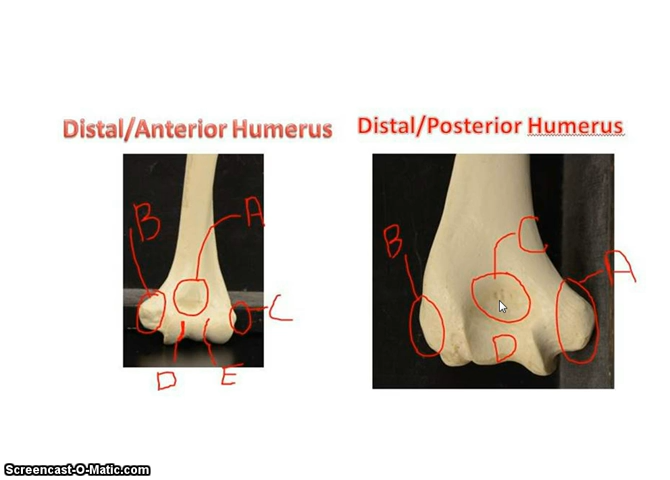 Distal/Anterior Humerus
Distal/Posterior Humerus
B
A
C
D
E
B
C
A
D
Screencast-O-Matic.com